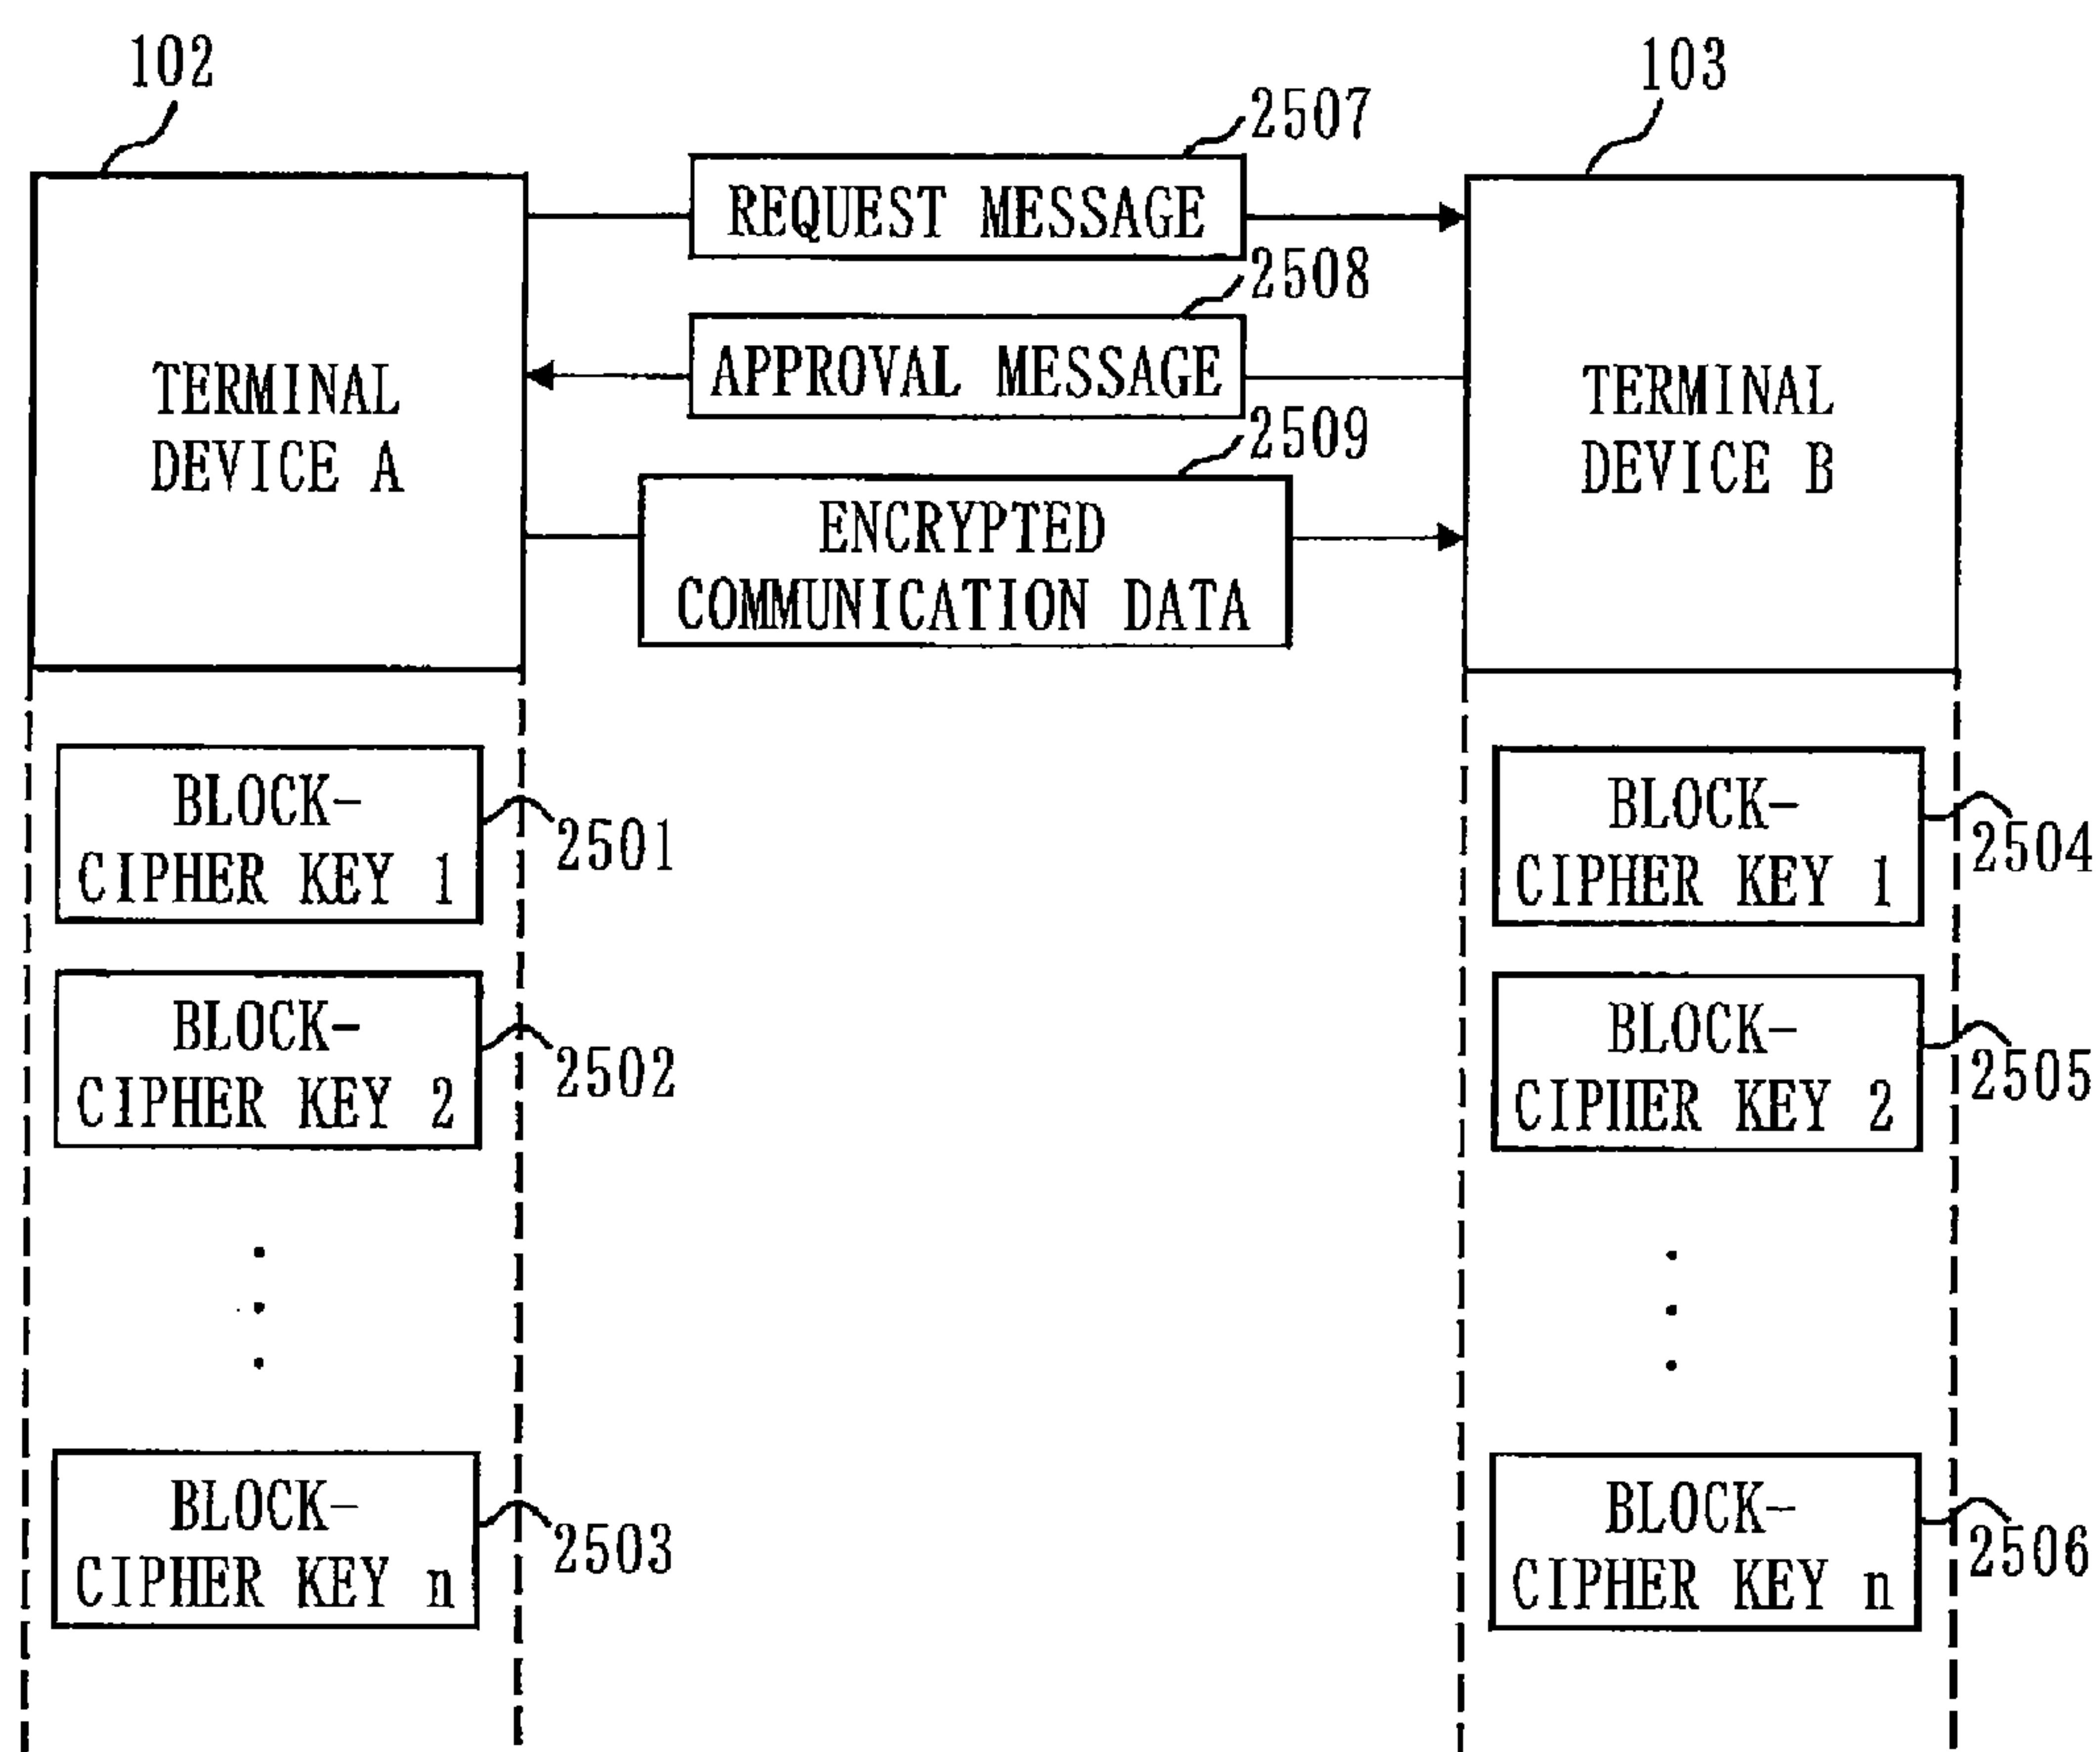 102
103
2507
REQUEST MESSAGE
2508
APPROVAL MESSAGE
2509
ENCRYPTED
COMMUNICATION DATA
TERMINAL
DEVICE A
TERMINAL
DEVICE B
BLOCK-
CIPHER KEY 1
2501
BLOCK-
CIPHER KEY 1
2504
BLOCK-
CIPHER KEY 2
2502
BLOCK-
CIPHER KEY 2
2505
BLOCK-
CIPHER KEY n
2503
BLOCK-
CIPHER KEY n
2506